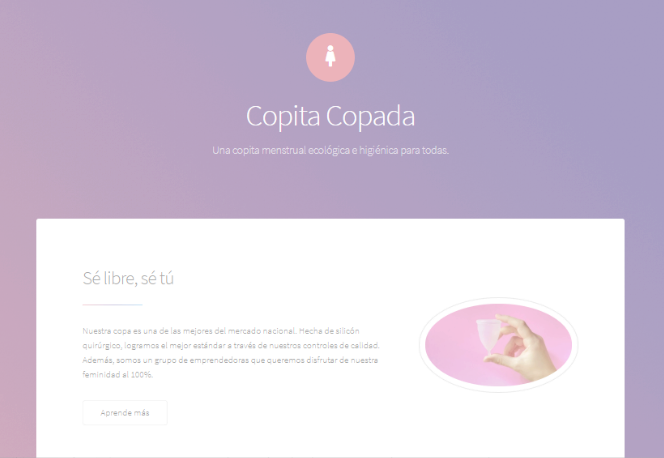 Copita Copada
Una copita menstrual ecológica e higiénica para todas.
Sé libre, sé tú
Nuestra copa es una de las mejores del mercado nacional. Hecha de silicón
quirúrgico, logramos el mejor estándar a través de nuestros controles de calidad.
Además, somos un grupo de emprendedoras que queremos disfrutar de nuestra
feminidad al 100%.
Aprende más